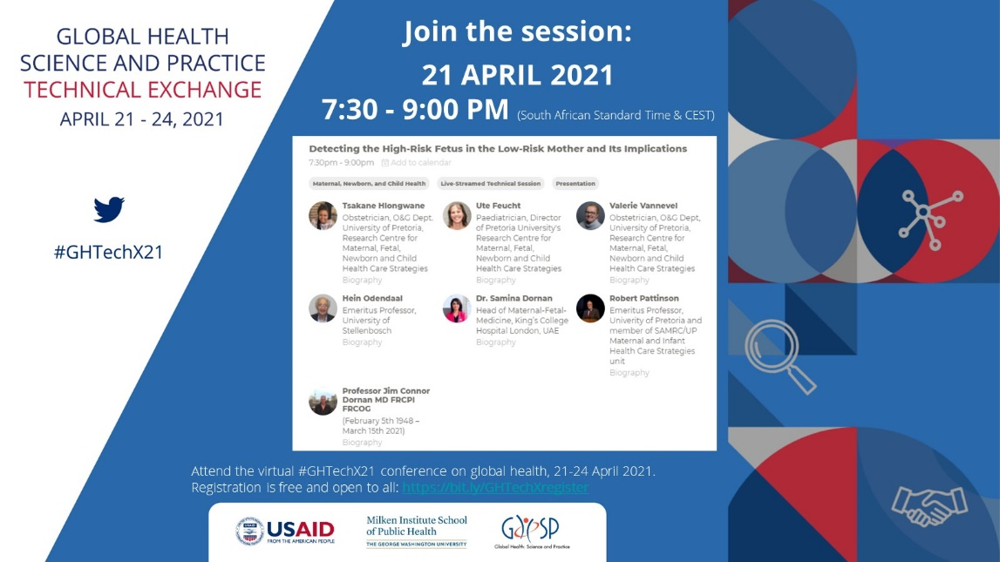 GLOBAL HEALTH
SCIENCE AND PRACTICE
TECHNICAL EXCHANGE
APRIL 21 - 24, 2021
#GHTechX21
Join the session:
21 APRIL 2021
7:30 - 9:00 PM (South African Standard Time & CEST)
Detecting the High-Risk Fetus in the Low-Risk Mother and Its Implications
7:30pm - 9:00pm Add to calendar
Maternal, Newborn, and Child Health Live-Streamed Technical Session Presentation
Tsakane Hlongwane
Obstetrician, O&G Dept.
University of Pretoria,
Research Centre for
Maternal, Fetal,
Newborn and Child
Health Care Strategies
Biography
Ute Feucht
Paediatrician, Director
of Pretoria University's
Research Centre for
Maternal, Fetal,
Newborn and Child
Health Care Strategies
Biography
Valerie Vannevel
Obstetrician, O&G Dept,
University of Pretoria,
Research Centre for
Maternal, Fetal,
Newborn and Child
Health Care Strategies
Biography
Hein Odendaal
Emeritus Professor,
University of
Stellenbosch
Biography
Dr. Samina Dornan
Head of Maternal-Fetal-
Medicine, King's College
Hospital London, UAE
Biography
Robert Pattinson
Emeritus Professor,
Univerity of Pretoria and
member of SAMRC/UP
Maternal and Infant
Health Care Strategies
unit
Biography
Professor Jim Connor
Dornan MD FRCPI
FRCOG
(February 5th 1948 –
March 15th 2021)
Biography
Attend the virtual #GHTechX21 conference on global health, 21-24 April 2021.
Registration is free and open to all: https://bit.ly/GHTechXregister
USAID
FROM THE AMERICAN PEOPLE
Milken Institute School
of Public Health
THE GEORGE WASHINGTON UNIVERSITY
GHSP
Global Health: Science and Practice